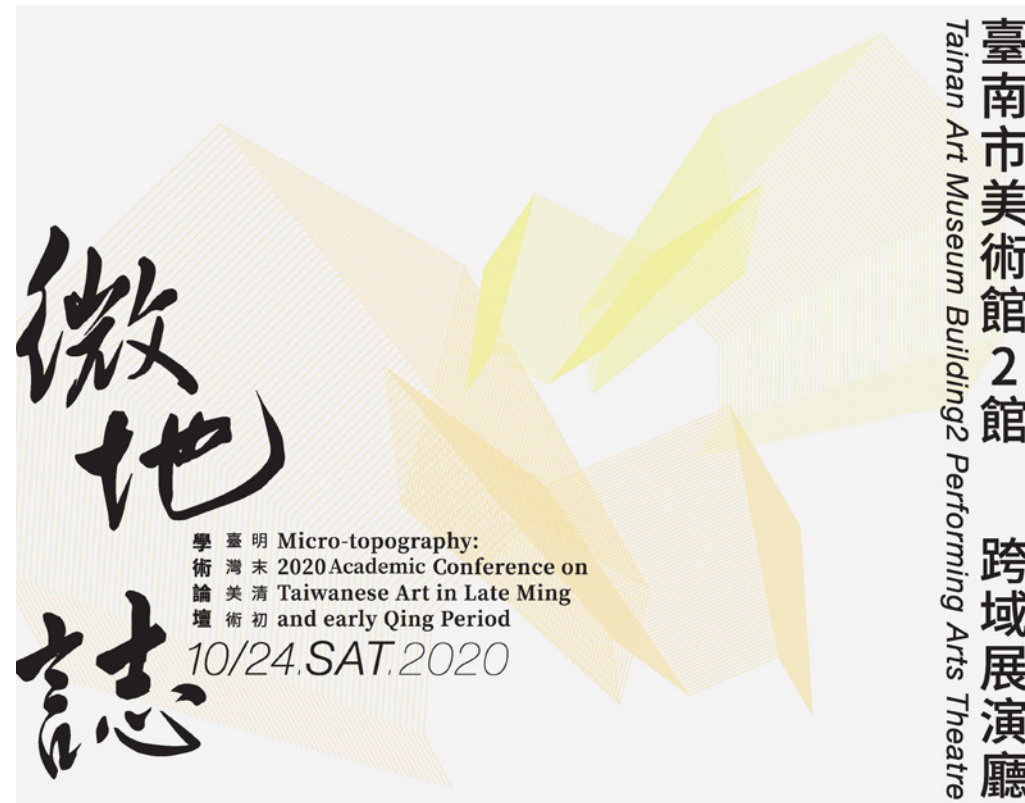 臺南市美術館2館 跨域展演廳
Tainan Art Museum Building2 Performing Arts Theatre
微地誌
明末清初
臺灣美術
學術論壇
Micro-topography:
2020 Academic Conference on
Taiwanese Art in Late Ming
and early Qing Period
10/24.SAT.2020